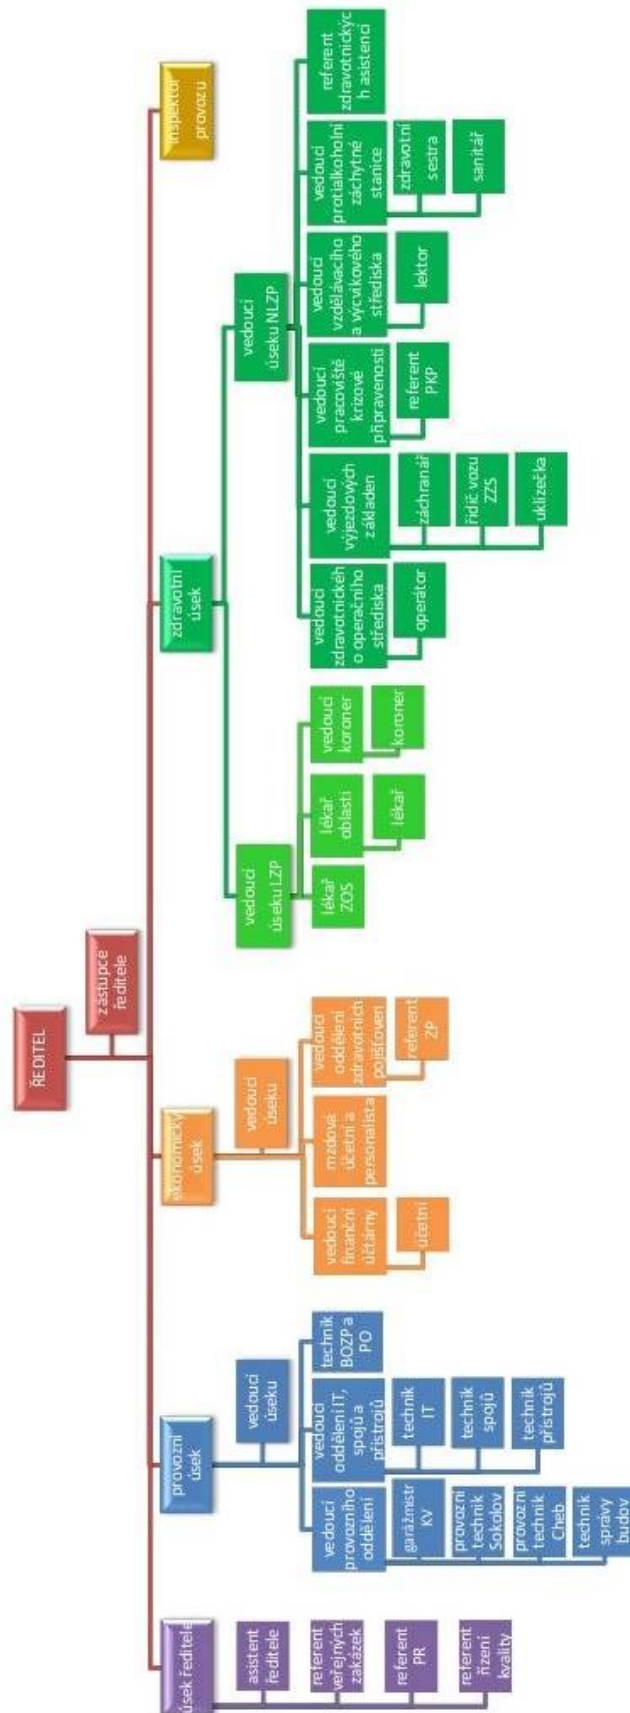 ŘEDITEL
zástupce
ředitele
úsek ředitele
asistent
ředitele
referent
veřejných
zakázek
referent
PR
referent
řízení
kvality
provozní
úsek
vedoucí
úseku
vedoucí
provozního
oddělení
garážmistr
KV
provozní
technik
Sokolov
provozní
technik
Cheb
technik
správy
budov
vedoucí
oddělení IT,
spojů a
přístrojů
technik
IT
technik
spojů
technik
přístrojů
technik
BOZP a
PO
ekonomický
úsek
vedoucí
úseku
vedoucí
finanční
účtárny
účetní
mzdová
účetní a
personalista
vedoucí
oddělení
zdravotních
pojišťoven
referent
ZP
zdravotní
úsek
vedoucí
úseku LZP
lékař
ZOS
lékař
oblasti
lékař
vedoucí
koroner
koroner
vedoucí
úseku NLZP
vedoucí
zdravotnickéh
o operačního
střediska
operátor
vedoucí
výjezdových
základen
záchranář
řidič vozu
ZZS
uklízečka
vedoucí
pracoviště
krizové
připravenosti
referent
PKP
vedoucí
vzdělávacího
a výcvikového
střediska
lektor
vedoucí
protialkoholní
záchytné
stanice
zdravotní
sestra
sanitář
referent
zdravotnickýc
h asistencí
inspektor
provozu